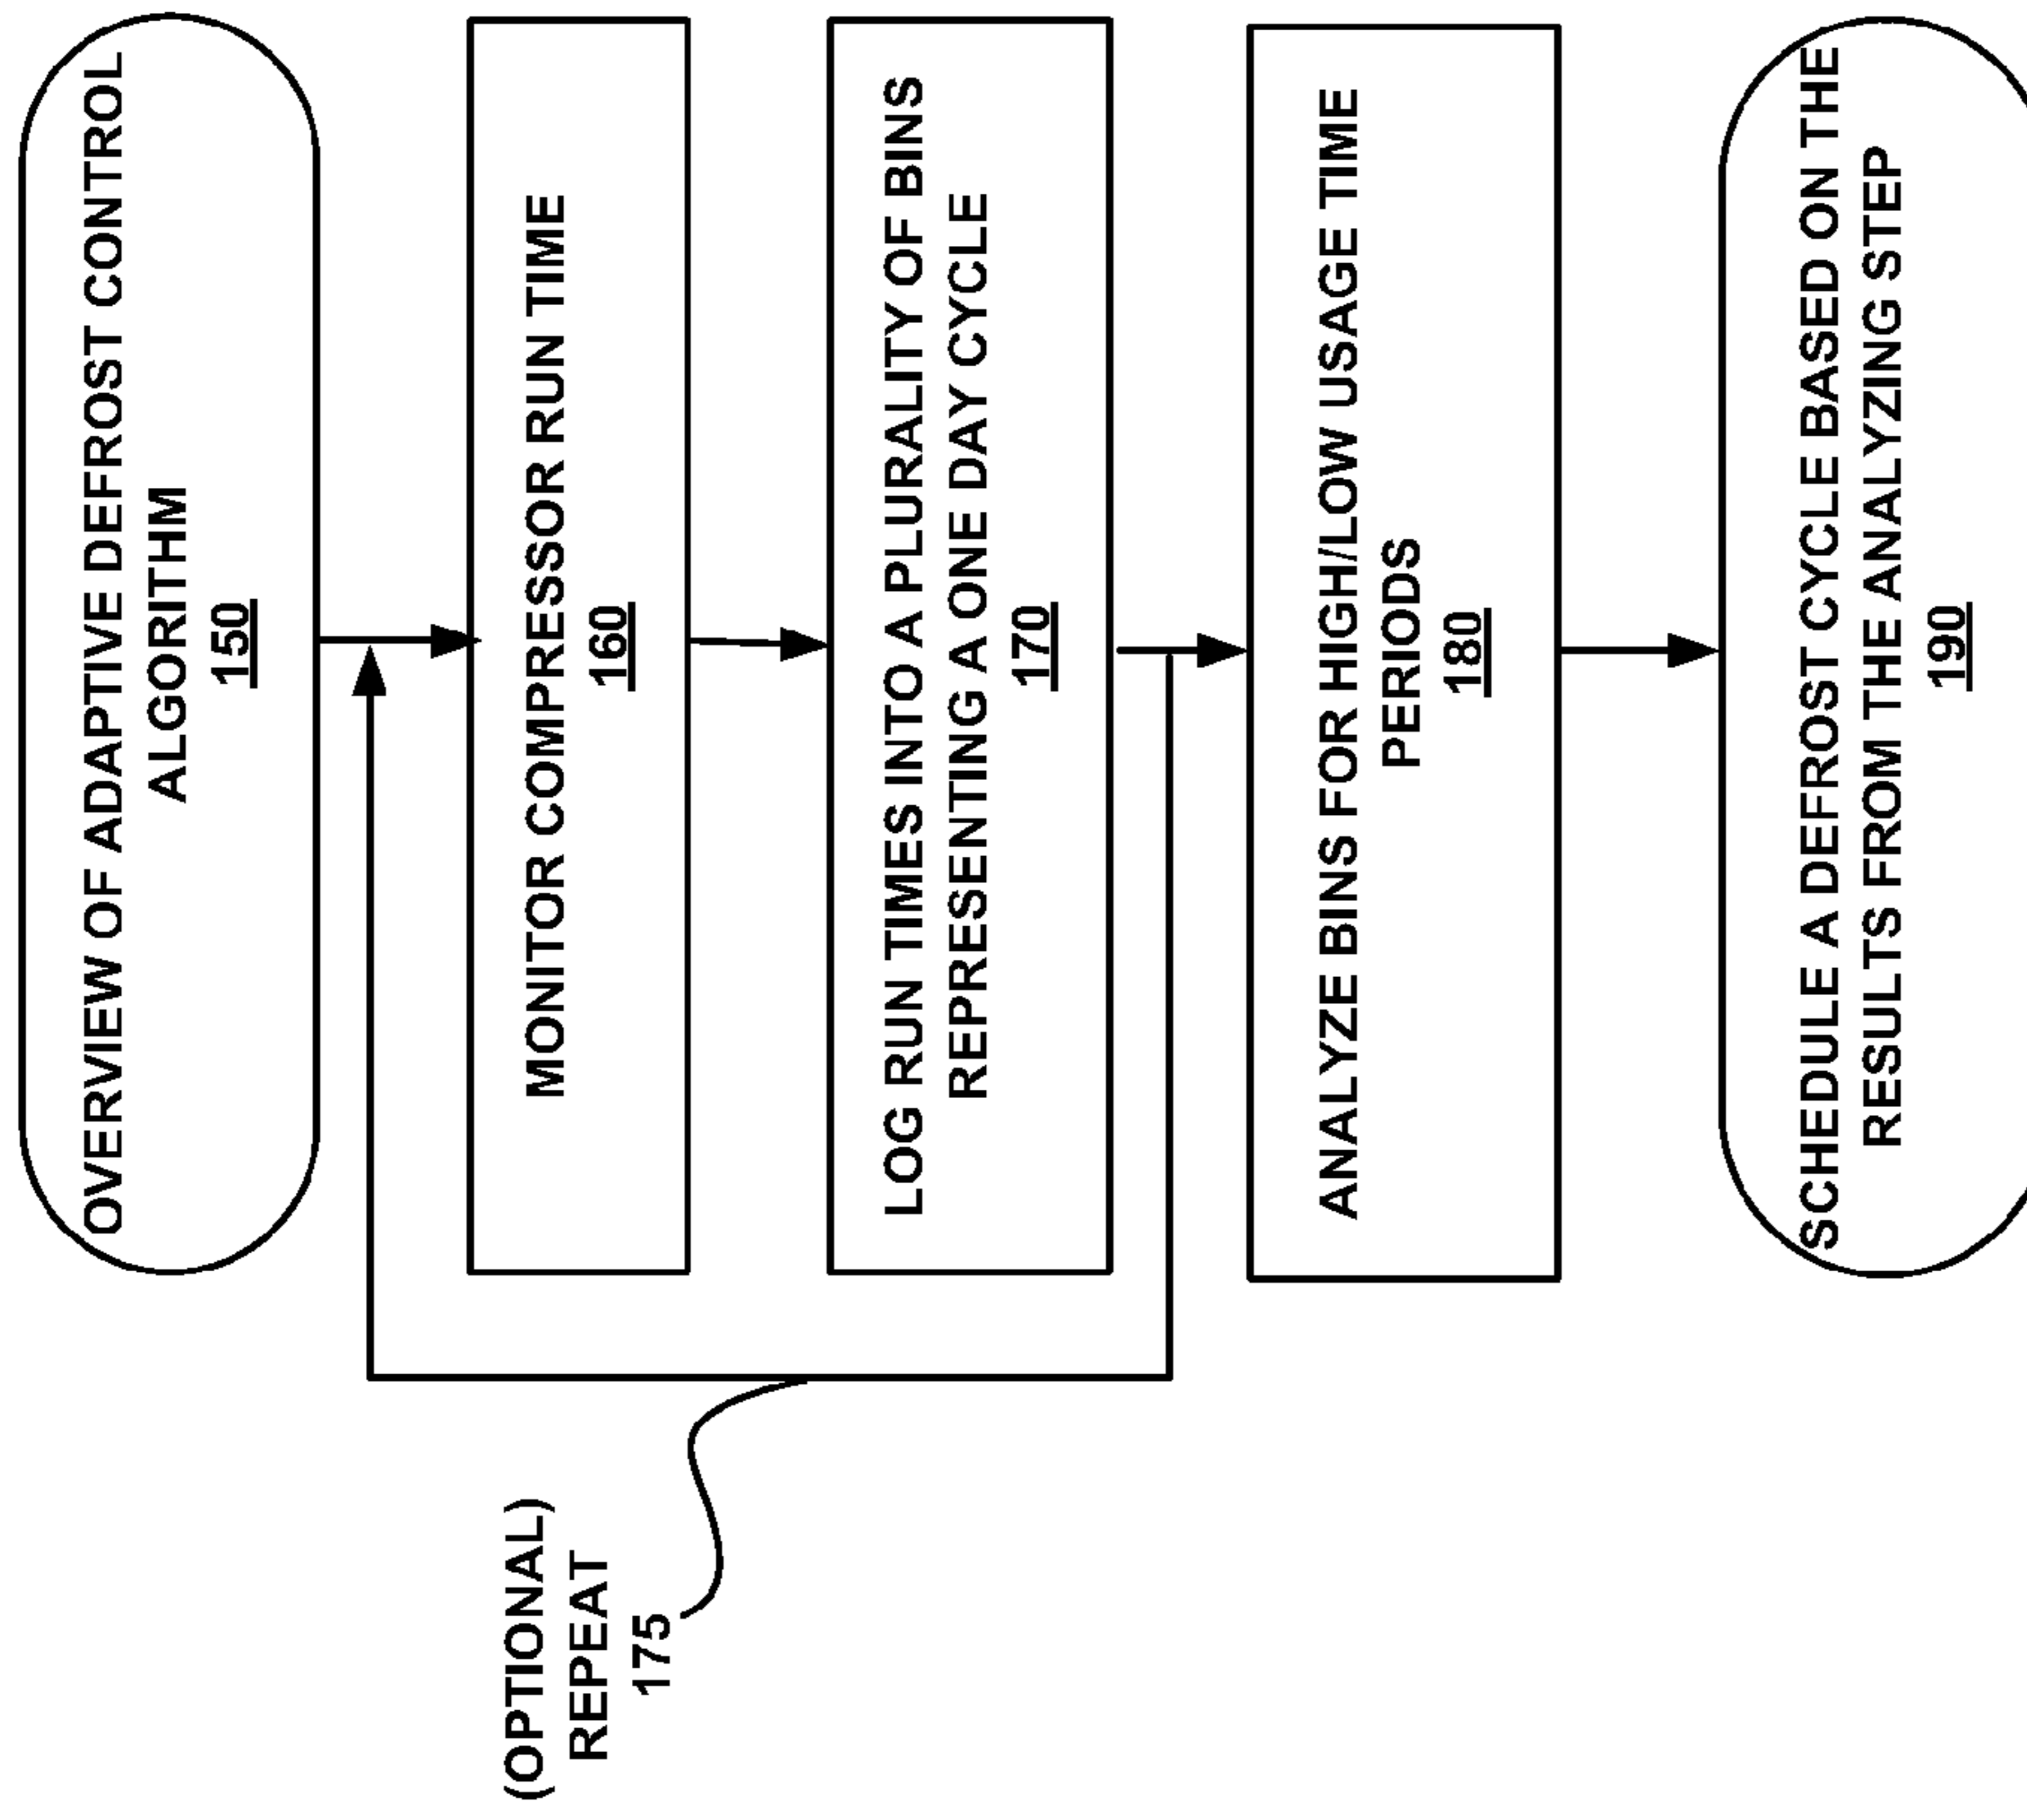 OVERVIEW OF ADAPTIVE DEFROST CONTROL
ALGORITHM
150
MONITOR COMPRESSOR RUN TIME
160
LOG RUN TIMES INTO A PLURALITY OF BINS
REPRESENTING A ONE DAY CYCLE
170
(OPTIONAL)
REPEAT
175
ANALYZE BINS FOR HIGH/LOW USAGE TIME
PERIODS
180
SCHEDULE A DEFROST CYCLE BASED ON THE
RESULTS FROM THE ANALYZING STEP
190